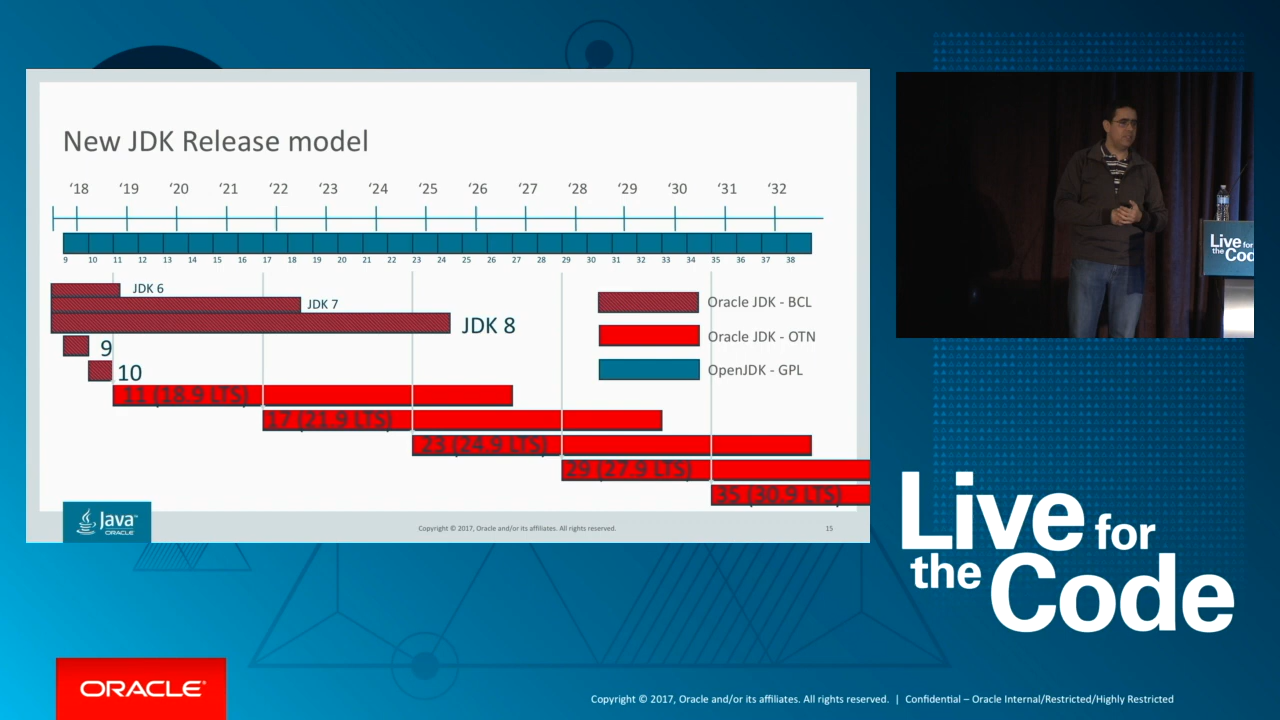 New JDK Release model
‘18 ‘19 ‘20 ‘21 ‘22 ‘23 ‘24 ‘25 ‘26 ‘27 ‘28 ‘29 ‘30 ‘31 ‘32
9 10 11 12 13 14 15 16 17 18 19 20 21 22 23 24 25 26 27 28 29 30 31 32 33 34 35 36 37 38
JDK 6
JDK 7
JDK 8
9
10
11 (18.9 LTS)
17 (21.9 LTS)
23 (24.9 LTS)
29 (27.9 LTS)
35 (30.9 LTS)
Oracle JDK - BCL
Oracle JDK - OTN
OpenJDK - GPL
Java™
ORACLE
Copyright © 2017, Oracle and/or its affiliates. All rights reserved.
15
Live for
the Cod
Live for
the Code
ORACLE®
Copyright © 2017, Oracle and/or its affiliates. All rights reserved. | Confidential – Oracle Internal/Restricted/Highly Restricted